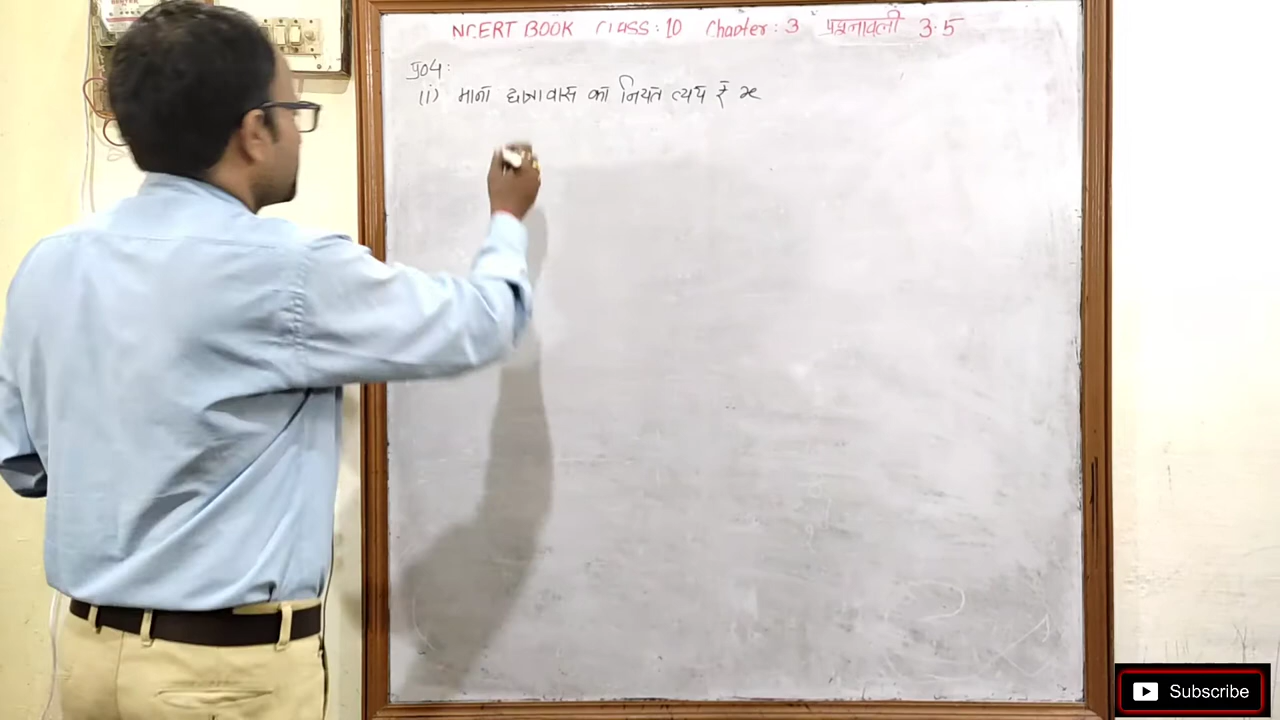 NCERT BOOK Class : 10 Chapter : 3 प्रश्नावली 3.5
प्र04:
(i) माना छात्रावास का नियत व्यय ₹ x
Subscribe